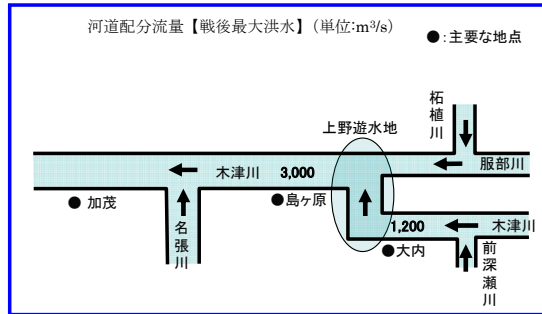 河道配分流量【戦後最大洪水】(単位:m³/s)
●:主要な地点
柘植川
上野遊水地
服部川
木津川 3,000
●加茂
●島ヶ原
名張川
1,200
木津川
●大内
前深瀬川